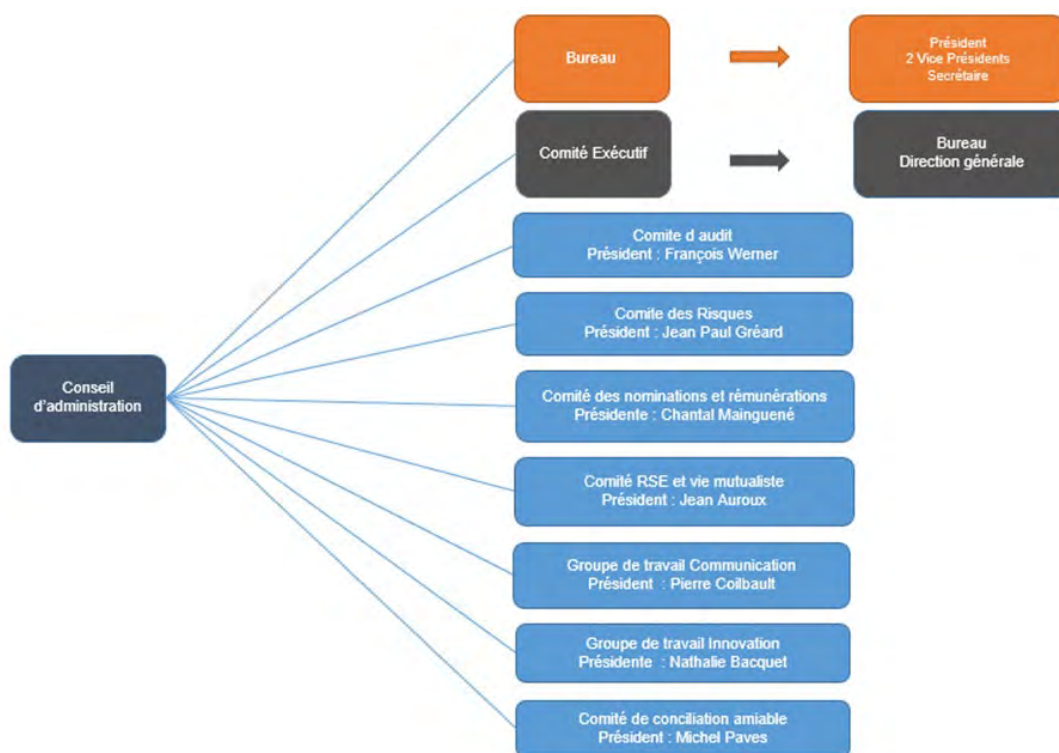 Bureau
Président
2 Vice Présidents
Secrétaire
Comité Exécutif
Bureau
Direction générale
Comite d audit
Président : François Werner
Comite des Risques
Président : Jean Paul Gréard
Conseil
d'administration
Comité des nominations et rémunérations
Présidente : Chantal Mainguené
Comité RSE et vie mutualiste
Président : Jean Auroux
Groupe de travail Communication
Président : Pierre Coilbault
Groupe de travail Innovation
Présidente : Nathalie Bacquet
Comité de conciliation amiable
Président : Michel Paves